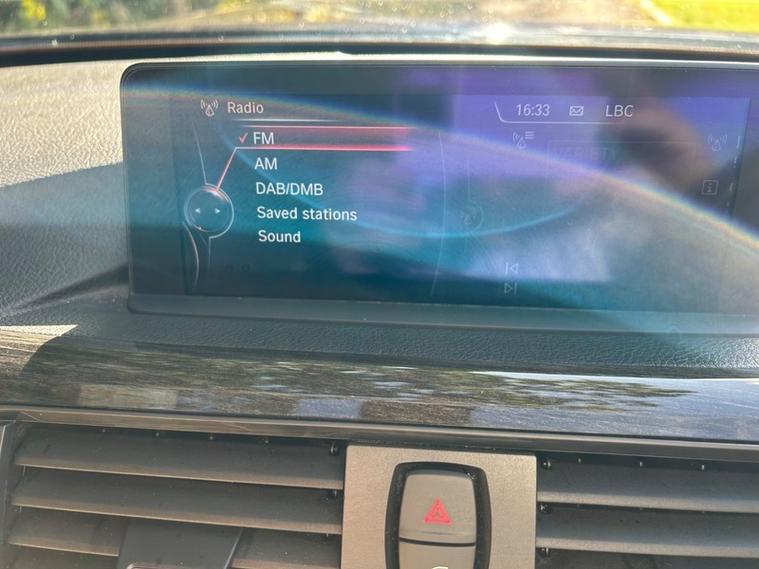 Radio
16:33 LBC
FM
AM
DAB/DMB
Saved stations
Sound